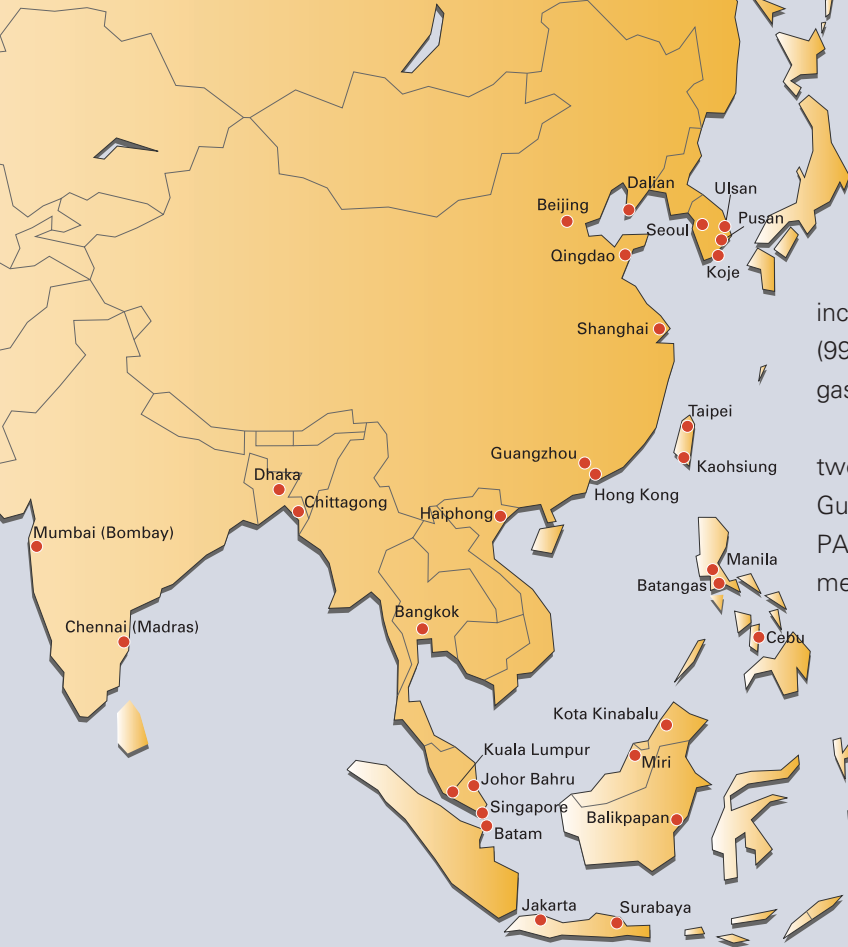 Dalian
Ulsan
Beijing
Pusan
Seoul
Qingdao
Koje
inc
(99
gas
Shanghai
Taipei
two
Guangzhou
Kaohsiung
Dhaka
Hong Kong
Gu
Chittagong
Haiphong
Mumbai (Bombay)
PA
Manila
me
Batangas
Bangkok
Chennai (Madras)
Cebu
Kota Kinabalu
Kuala Lumpur
Miri
Johor Bahru
Singapore
Balikpapan
Batam
Jakarta
Surabaya